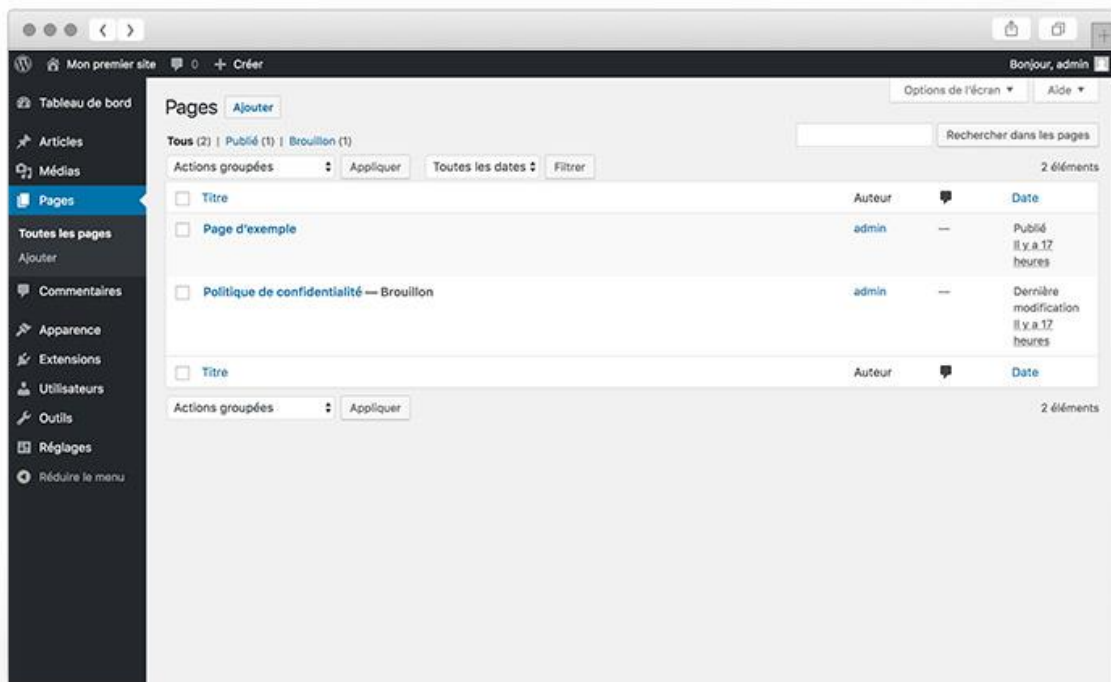 Mon premier site 0 + Créer Bonjour, admin
Tableau de bord
Articles
Médias
Pages
Toutes les pages
Ajouter
Commentaires
Apparence
Extensions
Utilisateurs
Outils
Réglages
Réduire le menu
Options de l'écran Aide
Pages Ajouter
Tous (2) | Publié (1) | Brouillon (1) Rechercher dans les pages
Actions groupées Appliquer Toutes les dates Filtrer 2 éléments
Titre Auteur Date
Page d'exemple admin — Publié
Il y a 17
heures
Politique de confidentialité — Brouillon admin — Dernière
modification
Il y a 17
heures
Titre Auteur Date
Actions groupées Appliquer 2 éléments